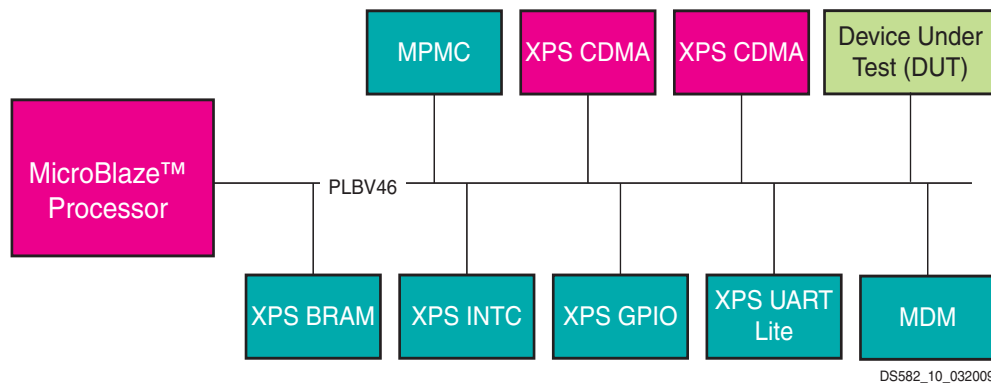 MPMC
XPS CDMA
XPS CDMA
Device Under
Test (DUT)
MicroBlaze™
Processor
PLBV46
XPS BRAM
XPS INTC
XPS GPIO
XPS UART
Lite
MDM
DS582_10_032009